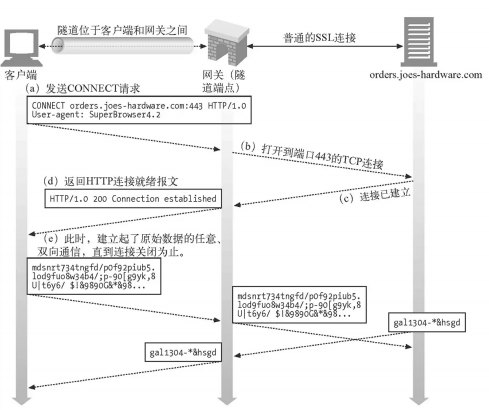 隧道位于客户端和网关之间
普通的SSL连接
客户端
网关（隧
道端点）
orders.joes-hardware.com
（a）发送CONNECT请求
CONNECT orders.joes-hardware.com:443 HTTP/1.0
User-agent: SuperBrowser4.2
（b）打开到端口443的TCP连接
（c）连接已建立
（d）返回HTTP连接就绪报文
HTTP/1.0 200 Connection established
（e）此时，建立起了原始数据的任意、
双向通信，直到连接关闭为止。
mdsnrt734tngfd/pOf92piub5.
lod9fuo8w34b4/;p-90[g9yk,8
U|t6y6/ $|&989oG&*&98...
mdsnrt734tngfd/pOf92piub5.
lod9fuo8w34b4/;p-90[g9yk,8
U|t6y6/ $|&989oG&*&98...
gal1304-*&hsgd
gal1304-*&hsgd